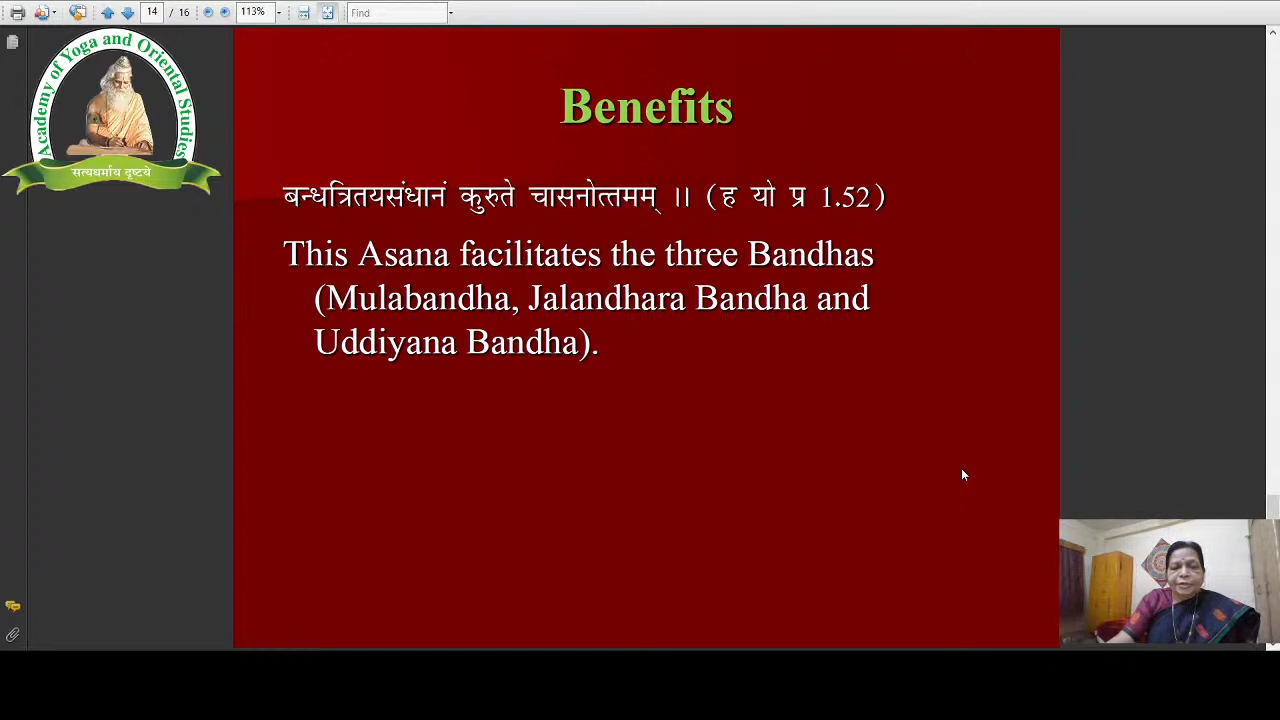 14 / 16 113% Find
Academy of Yoga and Oriental Studies
सत्यधर्माय दृष्टये
Benefits
बन्धत्रितयसंधानं कुरुते चासनोत्तमम् ।। (ह यो प्र 1.52)
This Asana facilitates the three Bandhas
(Mulabandha, Jalandhara Bandha and
Uddiyana Bandha).